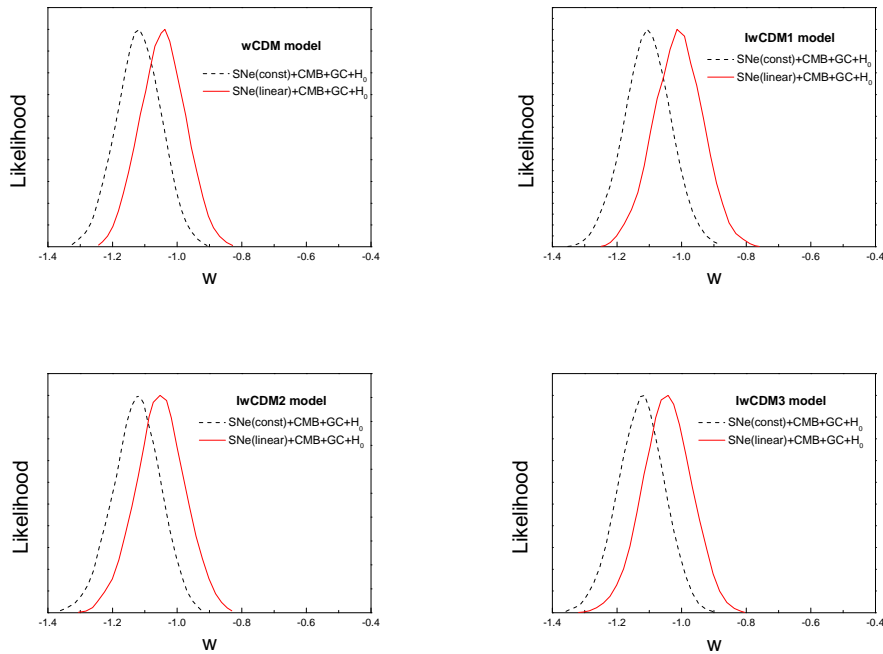 wCDM model
SNe(const)+CMB+GC+H0
SNe(linear)+CMB+GC+H0
Likelihood
-1.4 -1.2 -1.0 -0.8 -0.6 -0.4
w
IwCDM1 model
SNe(const)+CMB+GC+H0
SNe(linear)+CMB+GC+H0
Likelihood
-1.4 -1.2 -1.0 -0.8 -0.6 -0.4
w
IwCDM2 model
SNe(const)+CMB+GC+H0
SNe(linear)+CMB+GC+H0
Likelihood
-1.4 -1.2 -1.0 -0.8 -0.6 -0.4
w
IwCDM3 model
SNe(const)+CMB+GC+H0
SNe(linear)+CMB+GC+H0
Likelihood
-1.4 -1.2 -1.0 -0.8 -0.6 -0.4
w